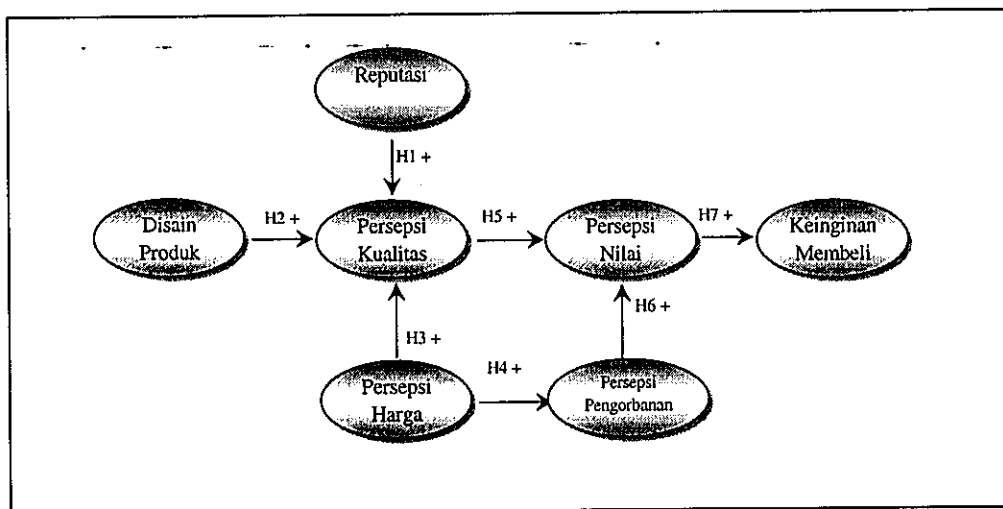 Reputasi
H1 +
Disain
Produk
H2 +
Persepsi
Kualitas
H5 +
Persepsi
Nilai
H7 +
Keinginan
Membeli
H3 +
H6 +
Persepsi
Harga
H4 +
Persepsi
Pengorbanan